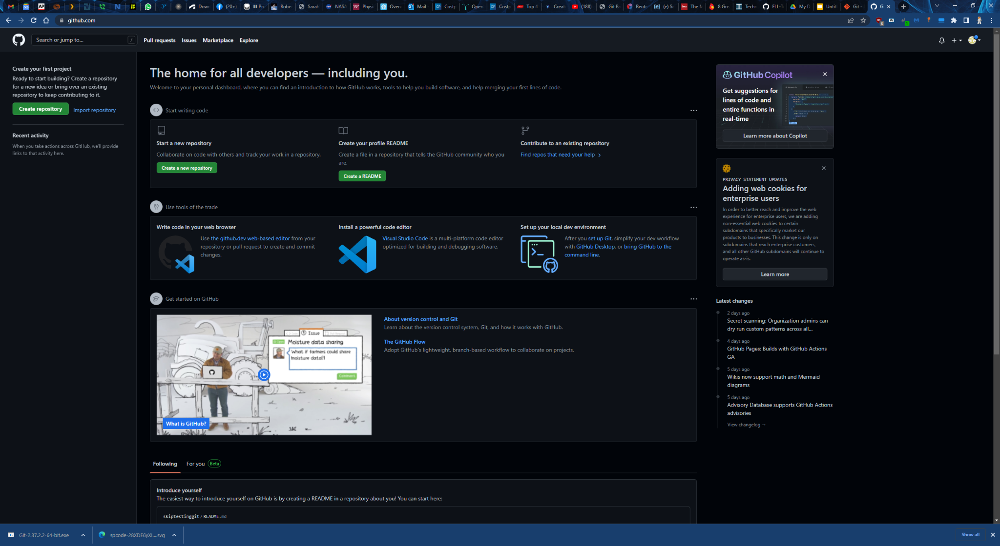 (20+)
Dow
Robe
Sarah
NASA
Physi
Overv
Mail
Costp
Open
Costp
Top 4
Creat
(188)
Git Ba
Reute
(e) Sc
The M
8 Gre
Techn
FLL-T
My D
Untit
Git -
G
github.com
Search or jump to...
/
Pull requests
Issues
Marketplace
Explore
Create your first project
Ready to start building? Create a repository
for a new idea or bring over an existing
repository to keep contributing to it.
Create repository
Import repository
Recent activity
When you take actions across GitHub, we'll provide
links to that activity here.
The home for all developers — including you.
Welcome to your personal dashboard, where you can find an introduction to how GitHub works, tools to help you build software, and help merging your first lines of code.
Start writing code
Start a new repository
Collaborate on code with others and track your work in a repository.
Create a new repository
Create your profile README
Create a file in a repository that tells the GitHub community who you
are.
Create a README
Contribute to an existing repository
Find repos that need your help
Use tools of the trade
Write code in your web browser
Use the github.dev web-based editor from your
repository or pull request to create and commit
changes.
Install a powerful code editor
Visual Studio Code is a multi-platform code editor
optimized for building and debugging software.
Set up your local dev environment
After you set up Git, simplify your dev workflow
with GitHub Desktop, or bring GitHub to the
command line.
Get started on GitHub
Issue
Moisture data sharing
What if farmers could share
moisture data?!
Comment
What is GitHub?
About version control and Git
Learn about the version control system, Git, and how it works with GitHub.
The GitHub Flow
Adopt GitHub's lightweight, branch-based workflow to collaborate on projects.
Following
For you
Beta
Introduce yourself
The easiest way to introduce yourself on GitHub is by creating a README in a repository about you! You can start here:
skiptestinggit / README.md
GitHub Copilot
Get suggestions for
lines of code and
entire functions in
real-time
Learn more about Copilot
PRIVACY STATEMENT UPDATES
Adding web cookies for
enterprise users
In order to better reach and improve the web
experience for enterprise users, we are adding
non-essential web cookies to certain
subdomains that specifically market our
products to businesses. This change is only on
subdomains that reach enterprise customers,
and all other GitHub subdomains will continue to
operate as-is.
Learn more
Latest changes
2 days ago
Secret scanning: Organization admins can
dry run custom patterns across all...
4 days ago
GitHub Pages: Builds with GitHub Actions
GA
5 days ago
Wikis now support math and Mermaid
diagrams
5 days ago
Advisory Database supports GitHub Actions
advisories
View changelog →
Git-2.37.2.2-64-bit.exe
spcode-28XDE6yXI....svg
Show all